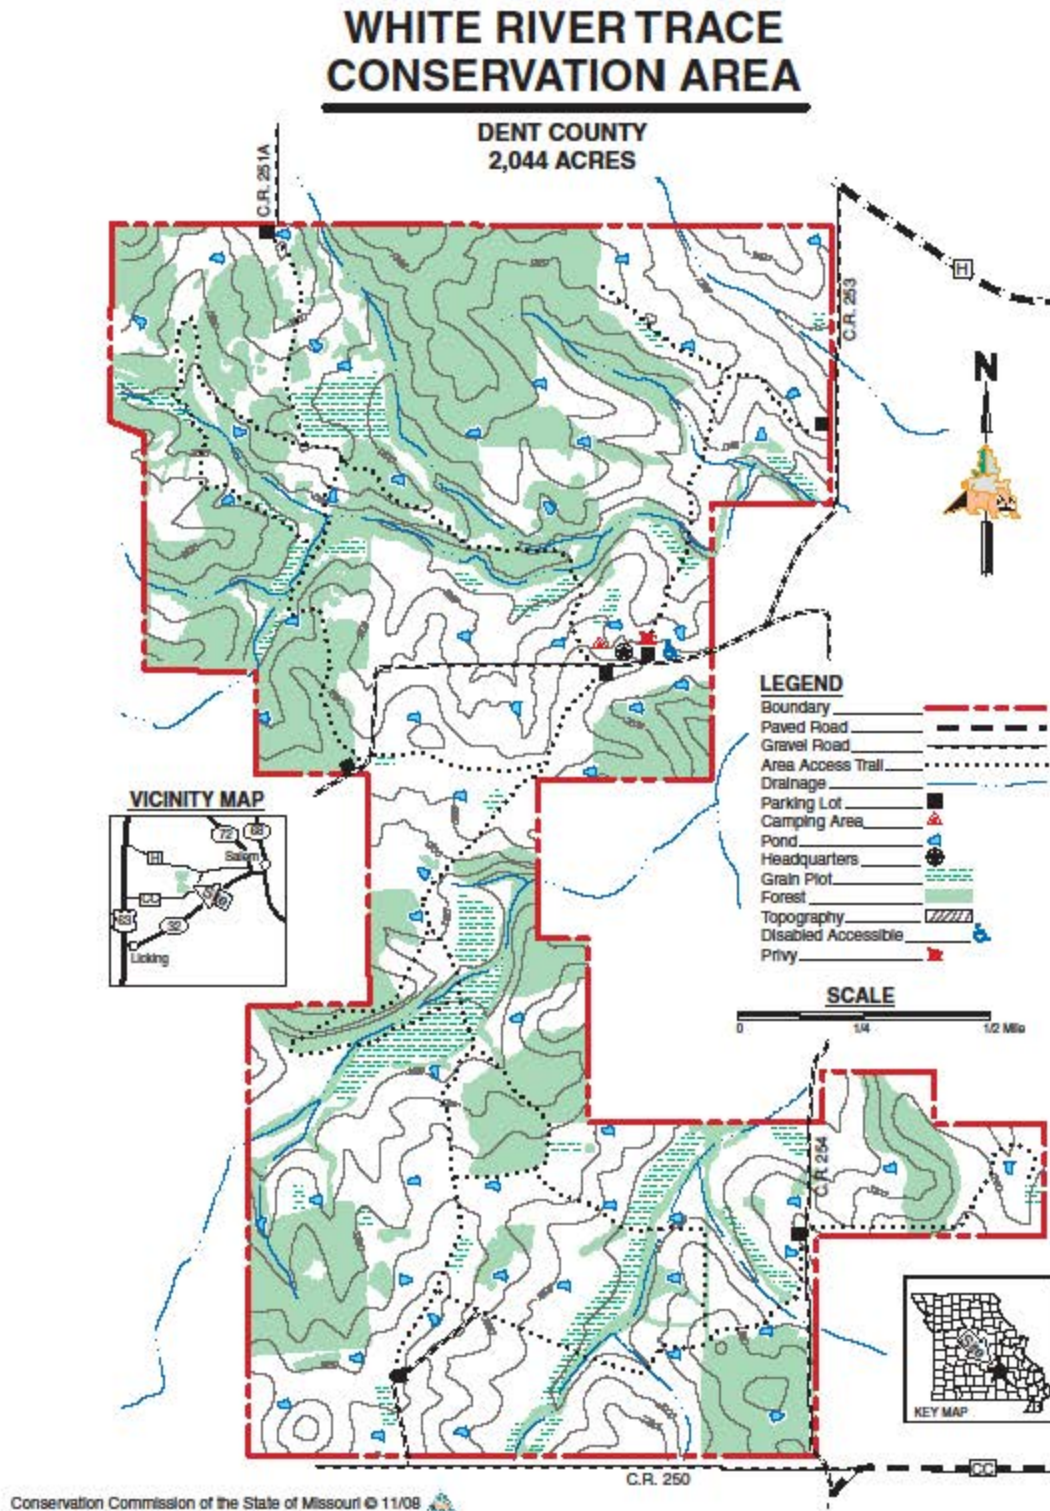 WHITE RIVER TRACE
CONSERVATION AREA
DENT COUNTY
2,044 ACRES
C.R. 251A
H
C.R. 253
N
LEGEND
Boundary
Paved Road
Gravel Road
Area Access Trail
Drainage
Parking Lot
Camping Area
Pond
Headquarters
Grain Plot
Forest
Topography
Disabled Accessible
Privy
VICINITY MAP
72
68
H
Salem
CC
Site
63
32
Licking
SCALE
0 1/4 1/2 Mile
C.R. 254
Site
KEY MAP
C.R. 250
CC
Conservation Commission of the State of Missouri © 11/08